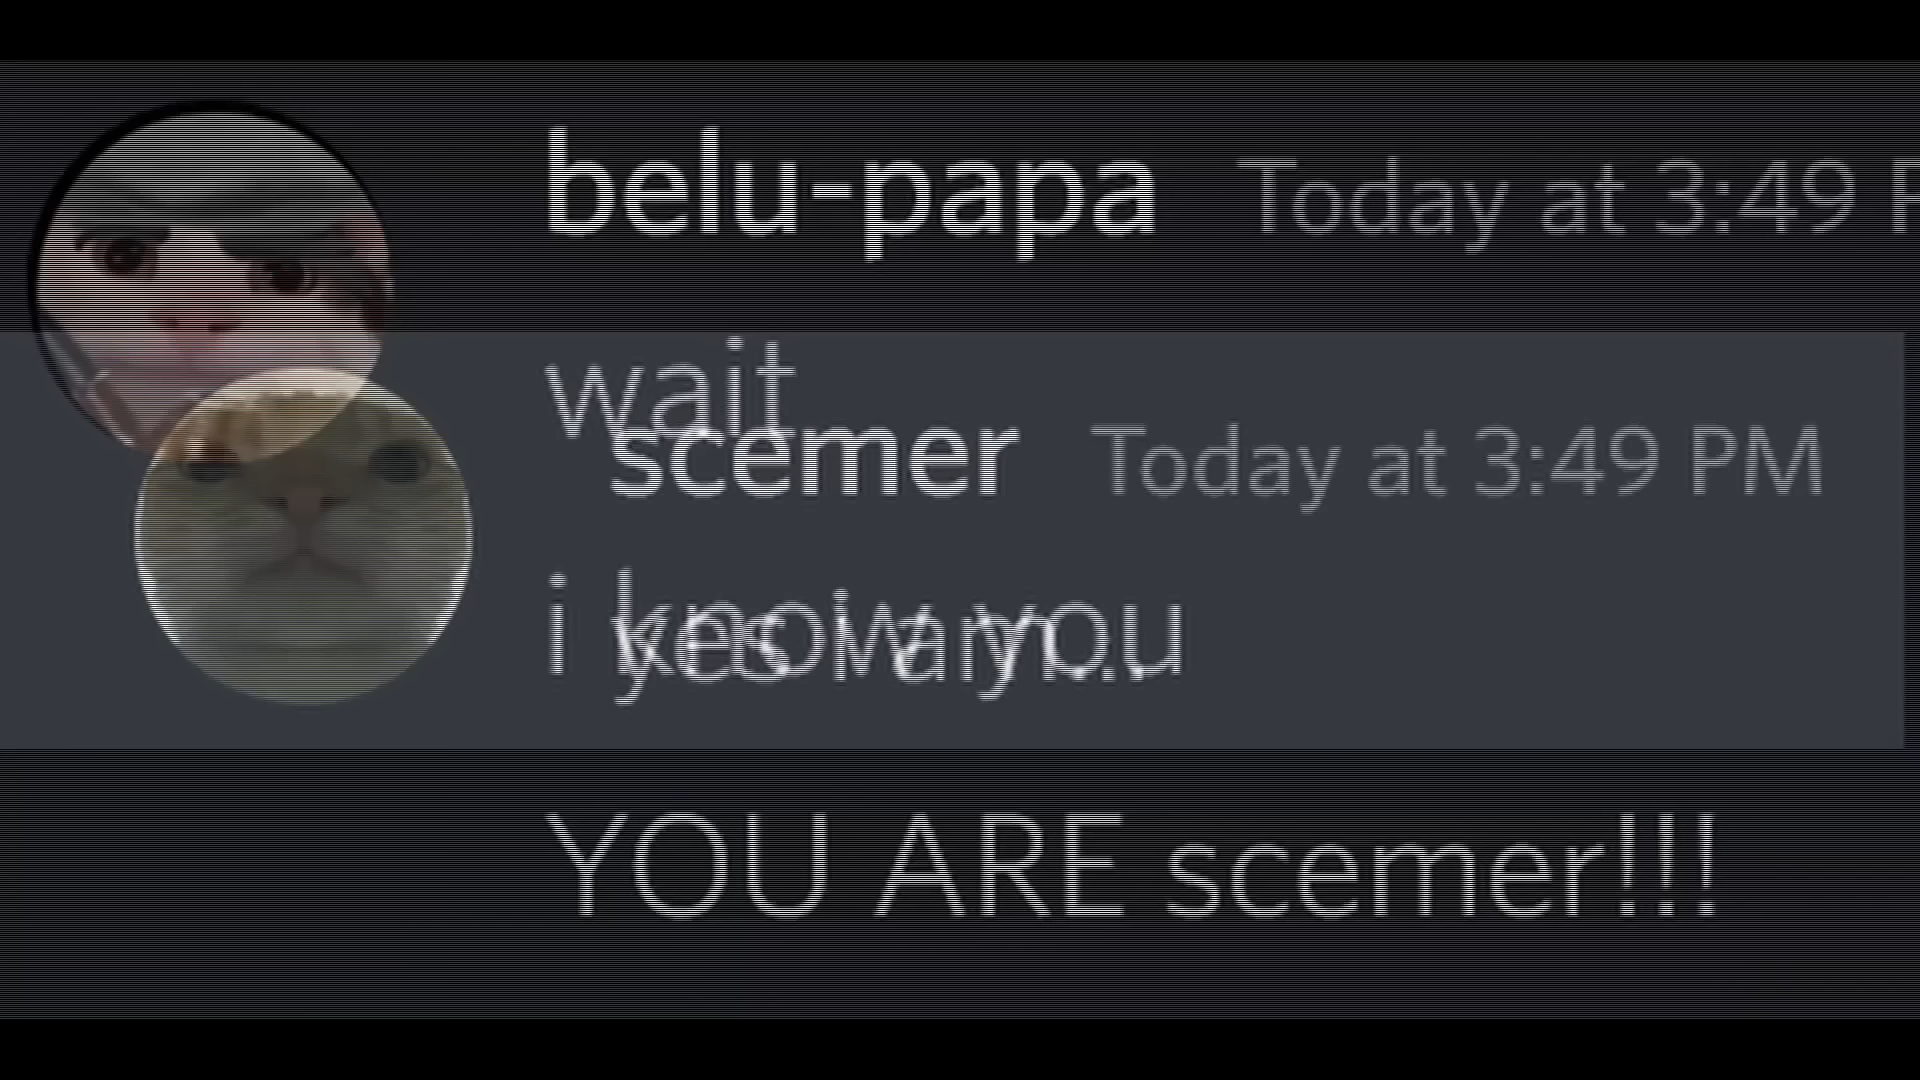 belu-papa Today at 3:49 P
wait
scemer Today at 3:49 PM
i know you
yes i am...
YOU ARE scemer!!!